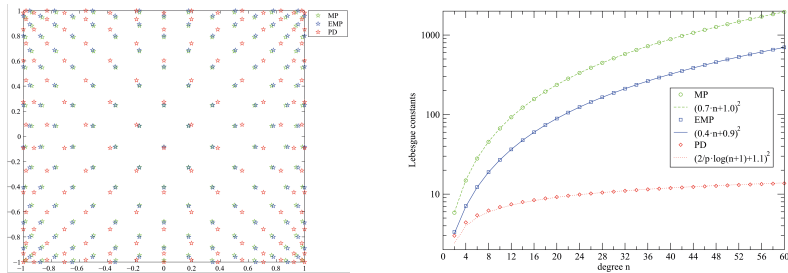 MP
EMP
PD
1
0.8
0.6
0.4
0.2
0
−0.2
−0.4
−0.6
−0.8
−1
−1 −0.8 −0.6 −0.4 −0.2 0 0.2 0.4 0.6 0.8 1
Lebesgue constants
1000
100
10
MP
(0.7·n+1.0)²
EMP
(0.4·n+0.9)²
PD
(2/p·log(n+1)+1.1)²
0 4 8 12 16 20 24 28 32 36 40 44 48 52 56 60
degree n